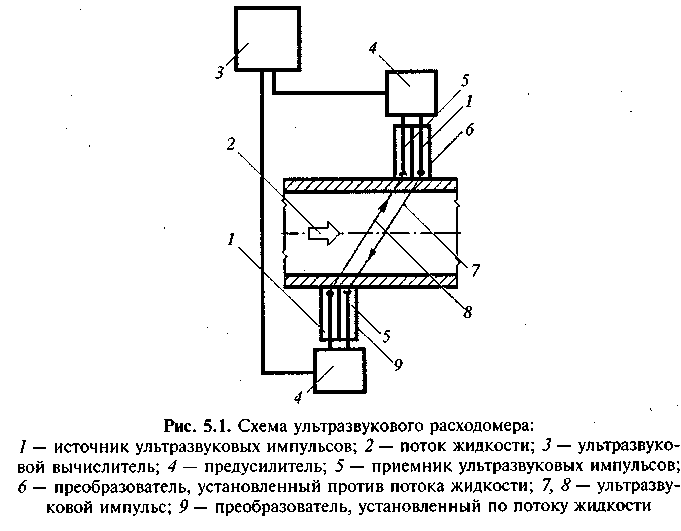 4
5
1
3
6
2
1
7
8
5
9
4
Рис. 5.1. Схема ультразвукового расходомера:
1 — источник ультразвуковых импульсов; 2 — поток жидкости; 3 — ультразвуко-
вой вычислитель; 4 — предусилитель; 5 — приемник ультразвуковых импульсов;
6 — преобразователь, установленный против потока жидкости; 7, 8 — ультразву-
ковой импульс; 9 — преобразователь, установленный по потоку жидкости